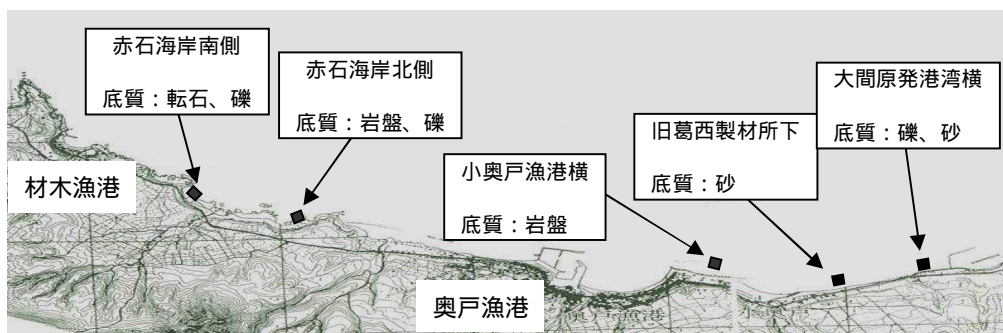 赤石海岸南側
底質：転石、礫
赤石海岸北側
底質：岩盤、礫
大間原発港湾横
底質：礫、砂
旧葛西製材所下
底質：砂
小奥戸漁港横
底質：岩盤
材木漁港
奥戸漁港